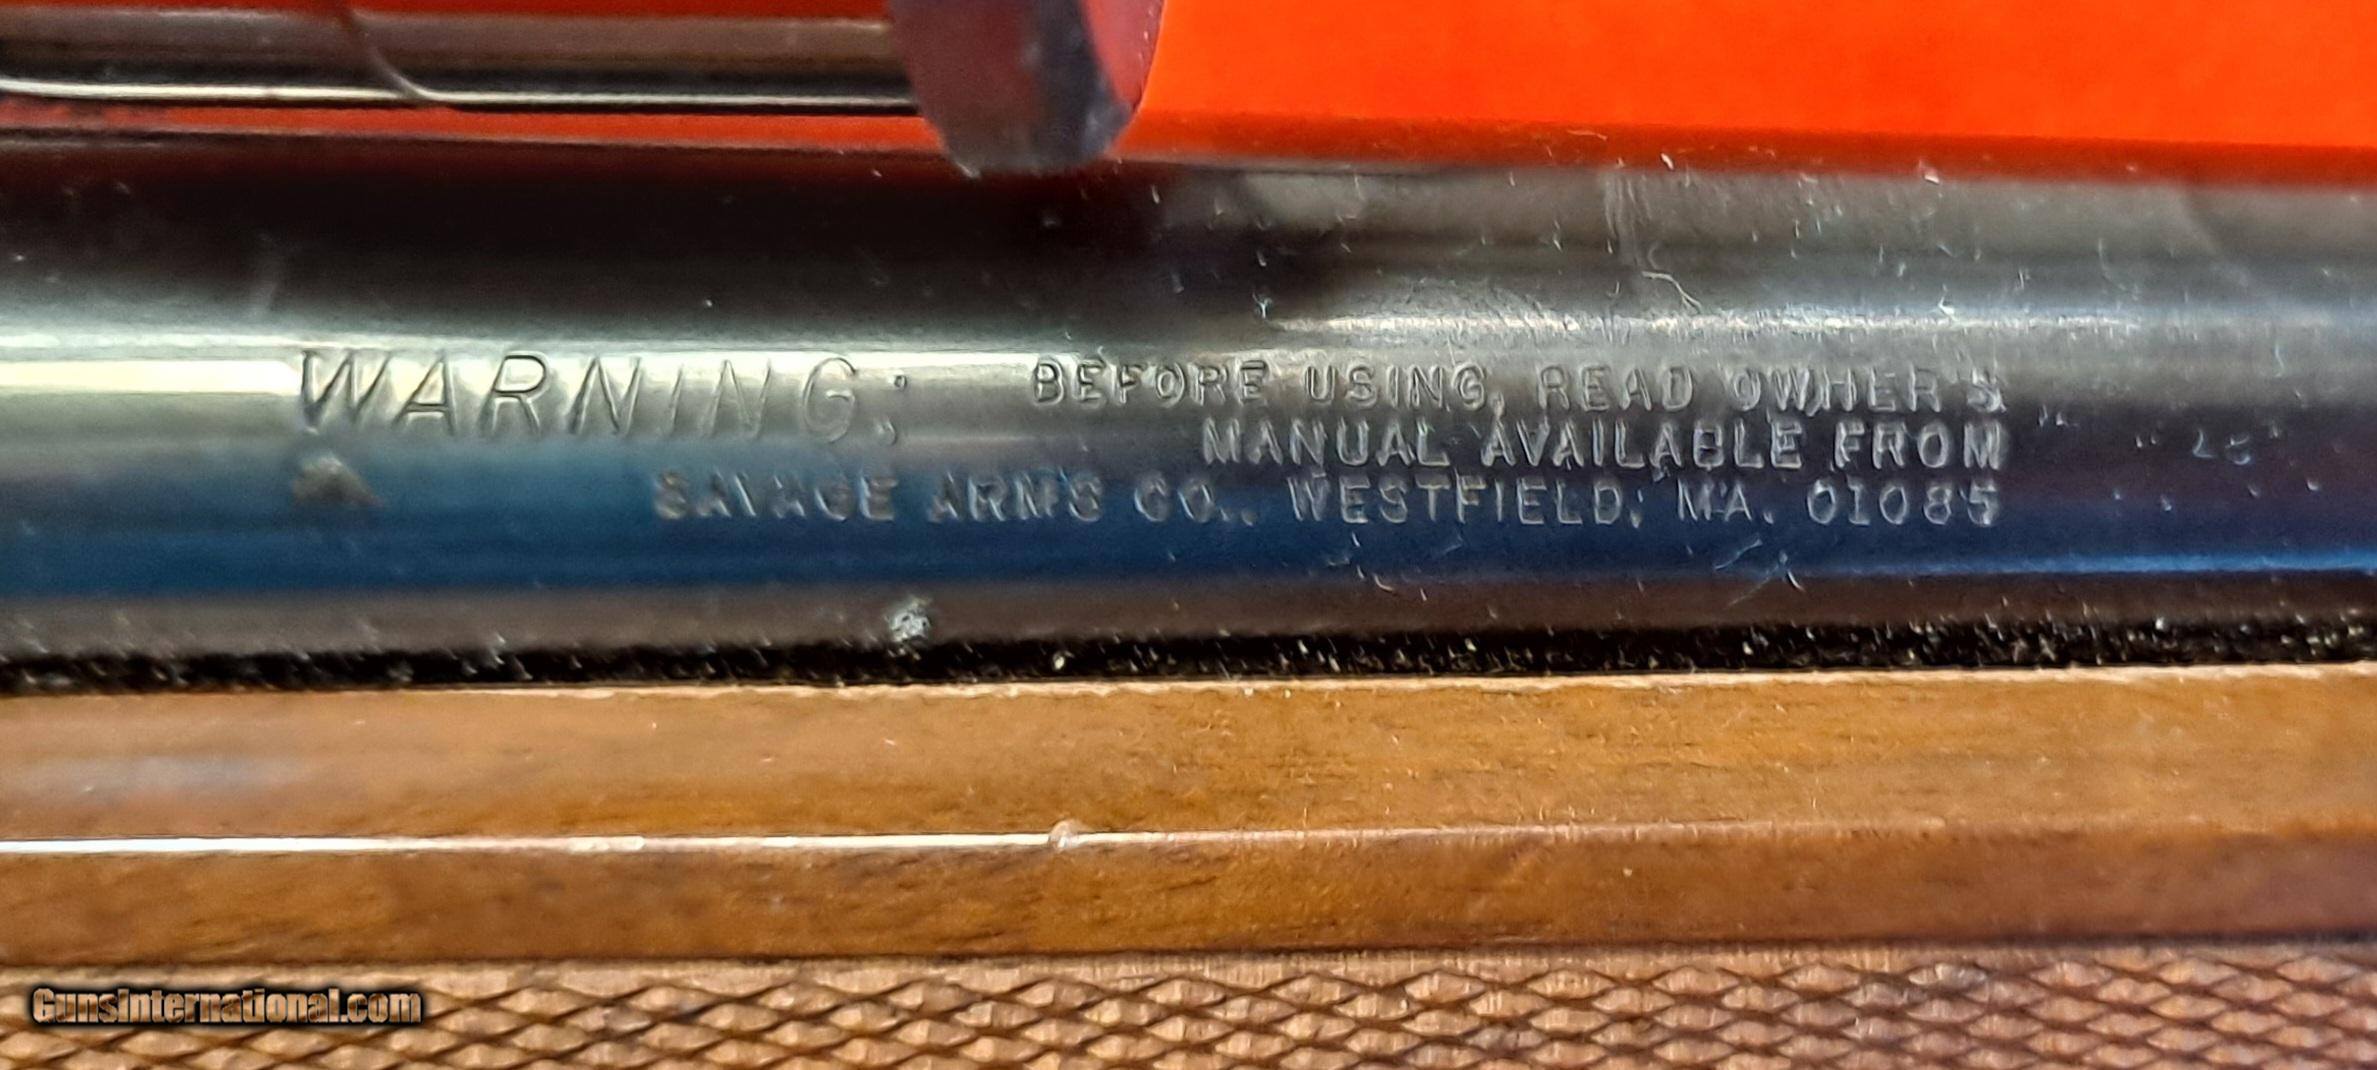 WARNING: BEFORE USING, READ OWNER'S
MANUAL AVAILABLE FROM
SAVAGE ARMS CO., WESTFIELD, MA. 01085
GunsInternational.com